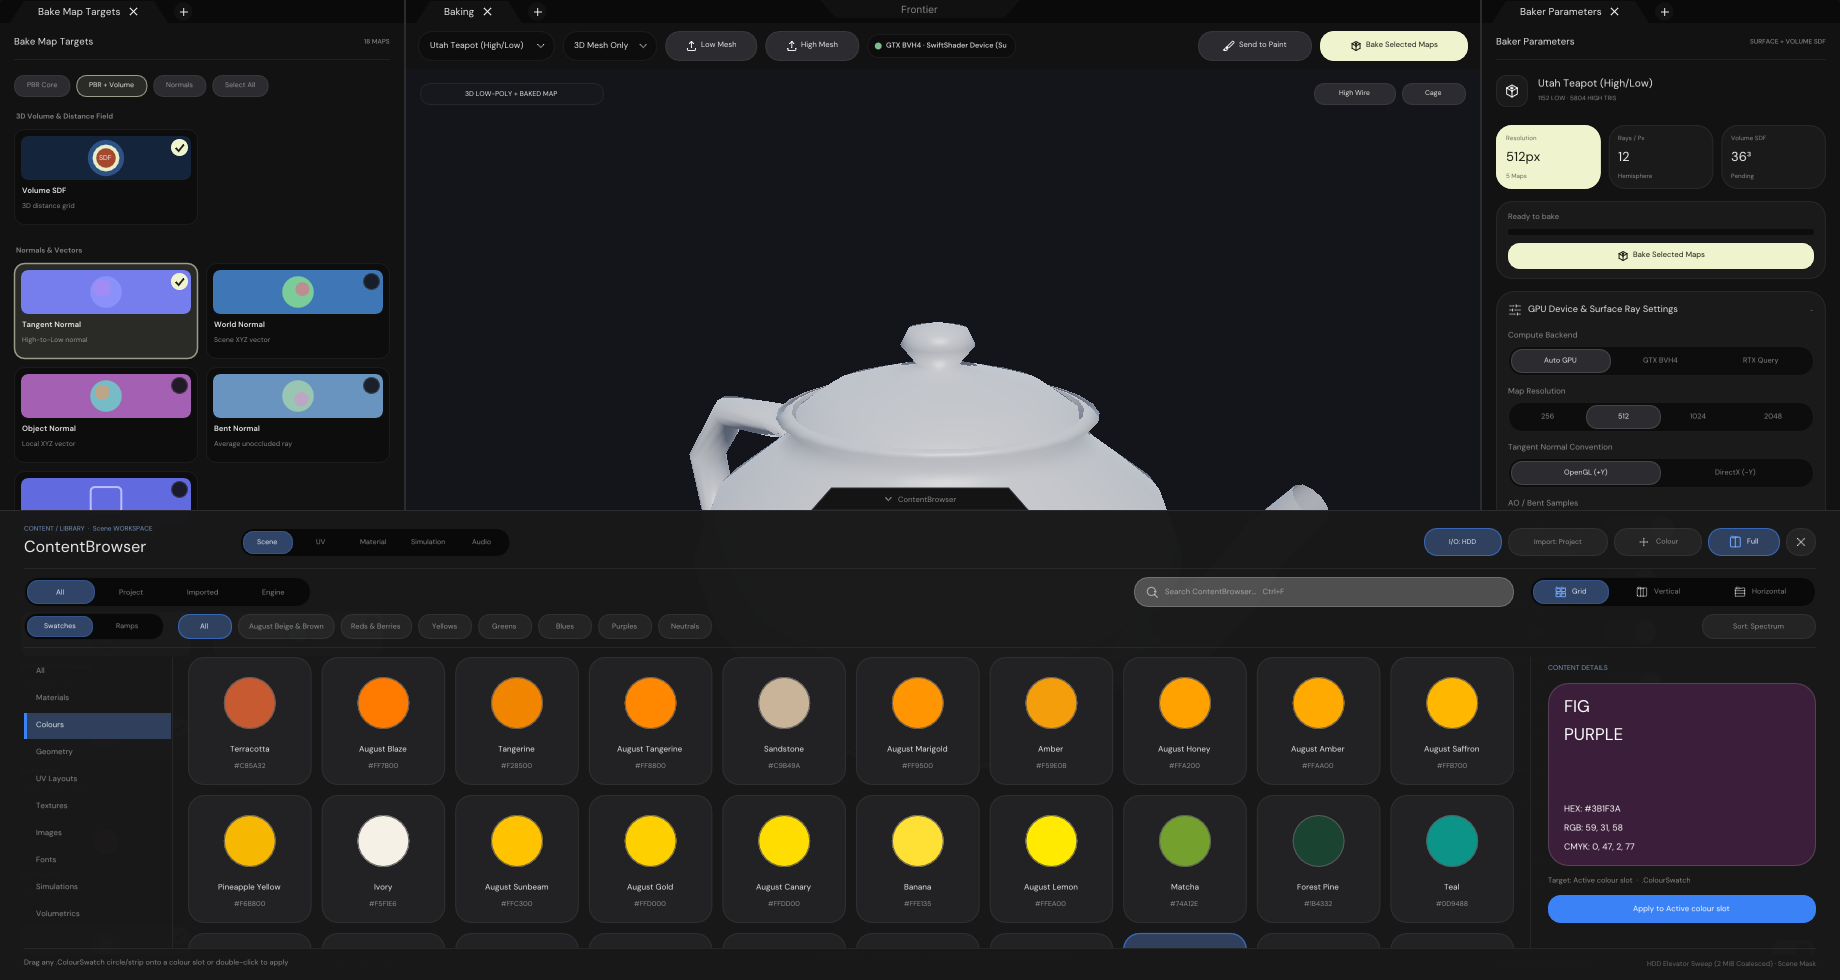 Bake Map Targets
Baking
Frontier
Baker Parameters
Bake Map Targets
18 MAPS
PBR Core
PBR + Volume
Normals
Select All
3D Volume & Distance Field
SDF
Volume SDF
3D distance grid
Normals & Vectors
Tangent Normal
High-to-Low normal
World Normal
Scene XYZ vector
Object Normal
Local XYZ vector
Bent Normal
Average unoccluded ray
Utah Teapot (High/Low)
3D Mesh Only
Low Mesh
High Mesh
GTX BVH4 · SwiftShader Device (Su
Send to Paint
Bake Selected Maps
3D LOW-POLY + BAKED MAP
High Wire
Cage
ContentBrowser
Baker Parameters
SURFACE + VOLUME SDF
Utah Teapot (High/Low)
1152 LOW · 5804 HIGH TRIS
Resolution
512px
5 Maps
Rays / Px
12
Hemisphere
Volume SDF
36³
Pending
Ready to bake
Bake Selected Maps
GPU Device & Surface Ray Settings
-
Compute Backend
Auto GPU
GTX BVH4
RTX Query
Map Resolution
256
512
1024
2048
Tangent Normal Convention
OpenGL (+Y)
DirectX (-Y)
AO / Bent Samples
CONTENT / LIBRARY · Scene WORKSPACE
ContentBrowser
Scene
UV
Material
Simulation
Audio
I/O: HDD
Import: Project
Colour
Full
All
Project
Imported
Engine
Search ContentBrowser... Ctrl+F
Grid
Vertical
Horizontal
Swatches
Ramps
All
August Beige & Brown
Reds & Berries
Yellows
Greens
Blues
Purples
Neutrals
Sort: Spectrum
All
Materials
Colours
Geometry
UV Layouts
Textures
Images
Fonts
Simulations
Volumetrics
Terracotta
#C85A32
August Blaze
#FF7B00
Tangerine
#F28500
August Tangerine
#FF8800
Sandstone
#C9B49A
August Marigold
#FF9500
Amber
#F59E0B
August Honey
#FFA200
August Amber
#FFAA00
August Saffron
#FFB700
Pineapple Yellow
#F6B800
Ivory
#F5F1E6
August Sunbeam
#FFC300
August Gold
#FFD000
August Canary
#FFDD00
Banana
#FFE135
August Lemon
#FFEA00
Matcha
#74A12E
Forest Pine
#1B4332
Teal
#0D9488
CONTENT DETAILS
FIG
PURPLE
HEX: #3B1F3A
RGB: 59, 31, 58
CMYK: 0, 47, 2, 77
Target: Active colour slot · .ColourSwatch
Apply to Active colour slot
Drag any .ColourSwatch circle/strip onto a colour slot or double-click to apply
HDD Elevator Sweep (2 MiB Coalesced) · Scene Mask